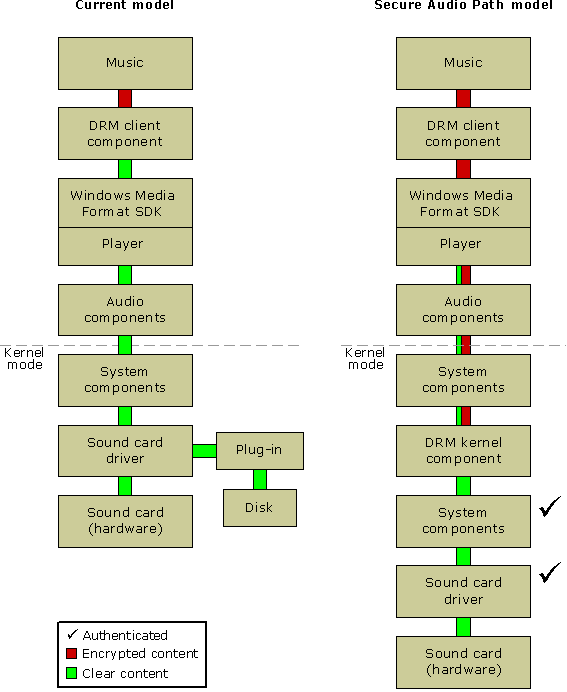 Current model
Music
DRM client
component
Windows Media
Format SDK
Player
Audio
components
Kernel
mode
System
components
Sound card
driver
Plug-in
Disk
Sound card
(hardware)
Authenticated
Encrypted content
Clear content
Secure Audio Path model
Music
DRM client
component
Windows Media
Format SDK
Player
Audio
components
Kernel
mode
System
components
DRM kernel
component
System
components
Sound card
driver
Sound card
(hardware)